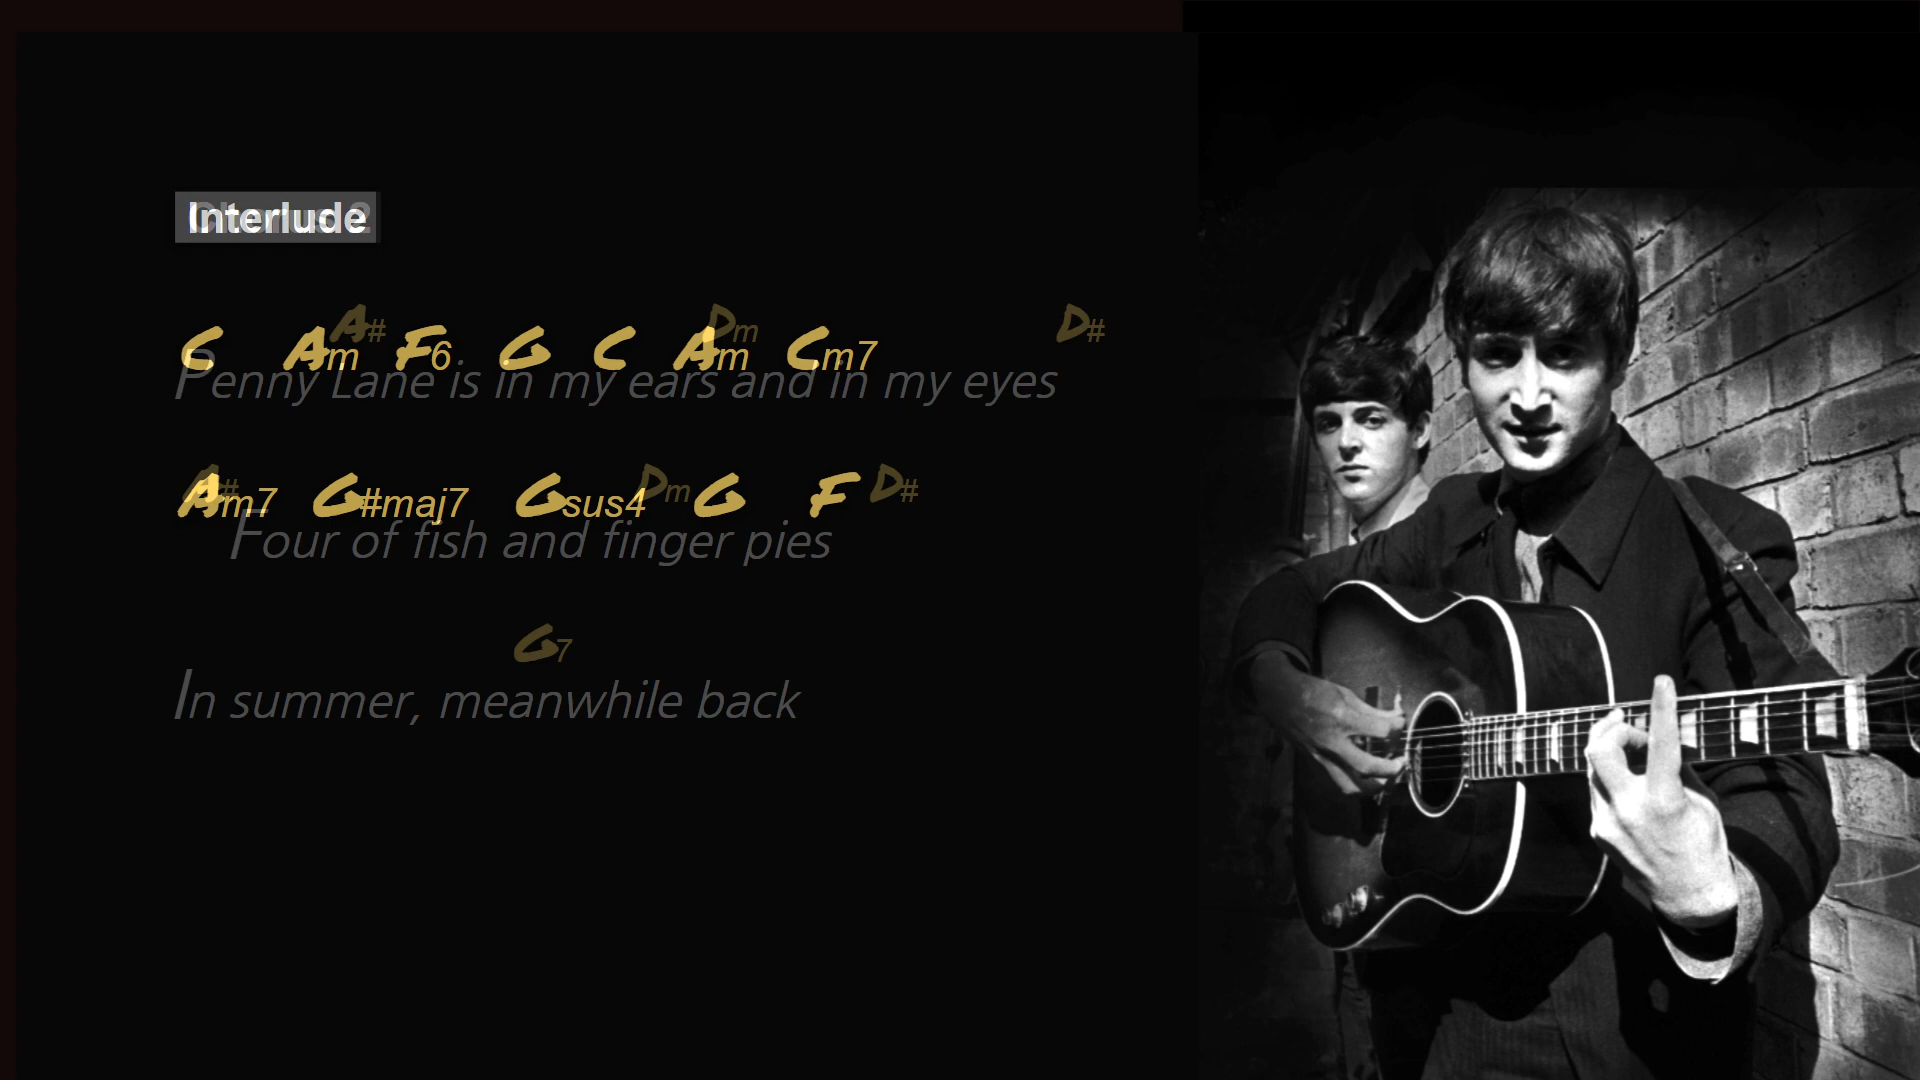 Interlude
C Am F6 G C Am Cm7
A# Dm D#
Penny Lane is in my ears and in my eyes
Am7 G#maj7 Gsus4 G F
A# Dm D#
Four of fish and finger pies
G7
In summer, meanwhile back